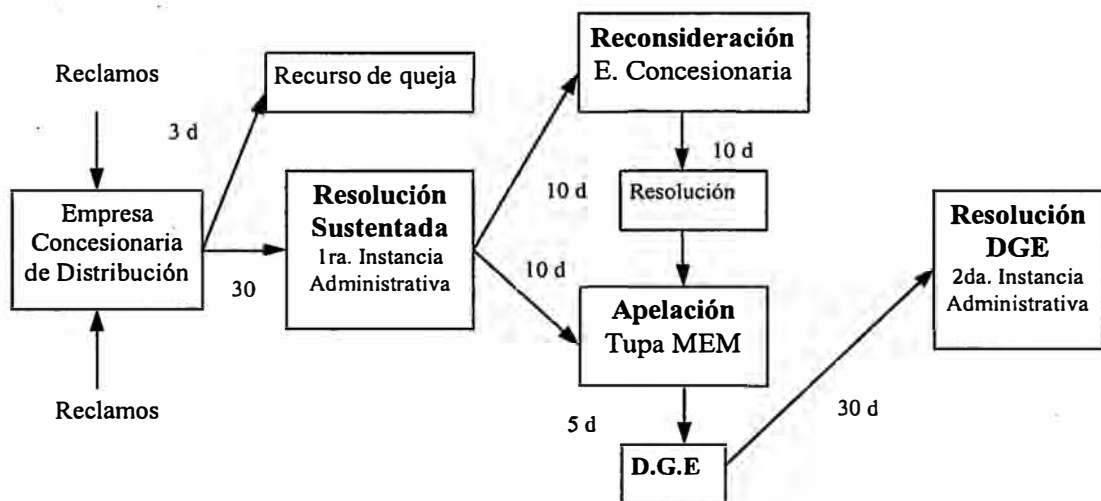 Reclamos
3 d
Recurso de queja
Reconsideración
E. Concesionaria
10 d
Empresa
Concesionaria
de Distribución
30
Resolución
Sustentada
1ra. Instancia
Administrativa
10 d
Resolución
10 d
Apelación
Tupa MEM
Resolución
DGE
2da. Instancia
Administrativa
Reclamos
5 d
30 d
D.G.E